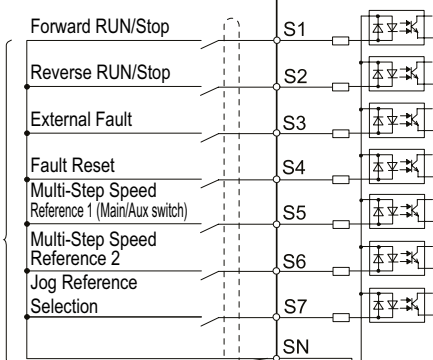 Forward RUN/Stop
S1
Reverse RUN/Stop
S2
External Fault
S3
Fault Reset
S4
Multi-Step Speed
Reference 1 (Main/Aux switch)
S5
Multi-Step Speed
Reference 2
S6
Jog Reference
Selection
S7
SN